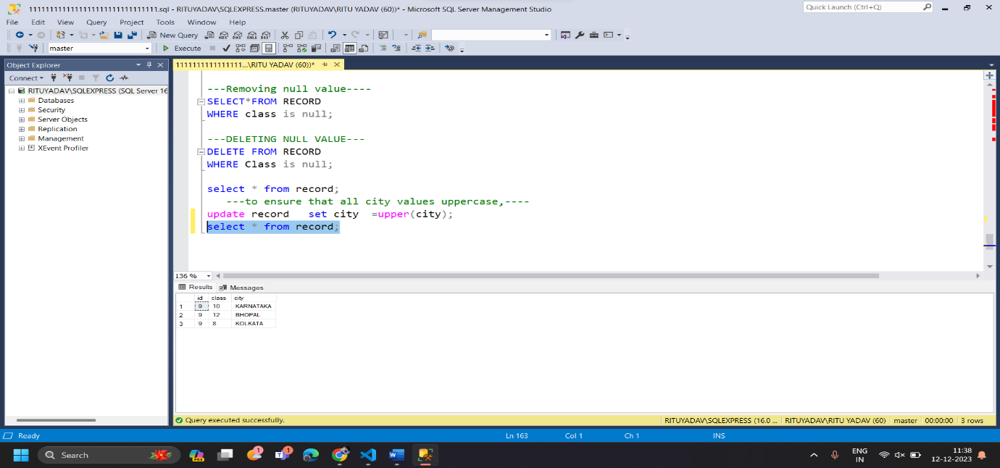 1111111111111111111111111111111.sql - RITUYADAV\SQLEXPRESS.master (RITUYADAV\RITU YADAV (60))* - Microsoft SQL Server Management Studio
Quick Launch (Ctrl+Q)
File Edit View Query Project Tools Window Help
New Query
master Execute
Object Explorer
1111111111111111...\RITU YADAV (60))*
Connect
RITUYADAV\SQLEXPRESS (SQL Server 16
Databases
Security
Server Objects
Replication
Management
XEvent Profiler
---Removing null value----
SELECT*FROM RECORD
WHERE class is null;
---DELETING NULL VALUE---
DELETE FROM RECORD
WHERE Class is null;
select * from record;
---to ensure that all city values uppercase,----
update record set city =upper(city);
select * from record;
136 %
Results Messages
id class city
1 9 10 KARNATAKA
2 9 12 BHOPAL
3 9 8 KOLKATA
Query executed successfully. RITUYADAV\SQLEXPRESS (16.0 ... RITUYADAV\RITU YADAV (60) master 00:00:00 3 rows
Ready Ln 163 Col 1 Ch 1 INS
Search
ENG
IN
11:38
12-12-2023